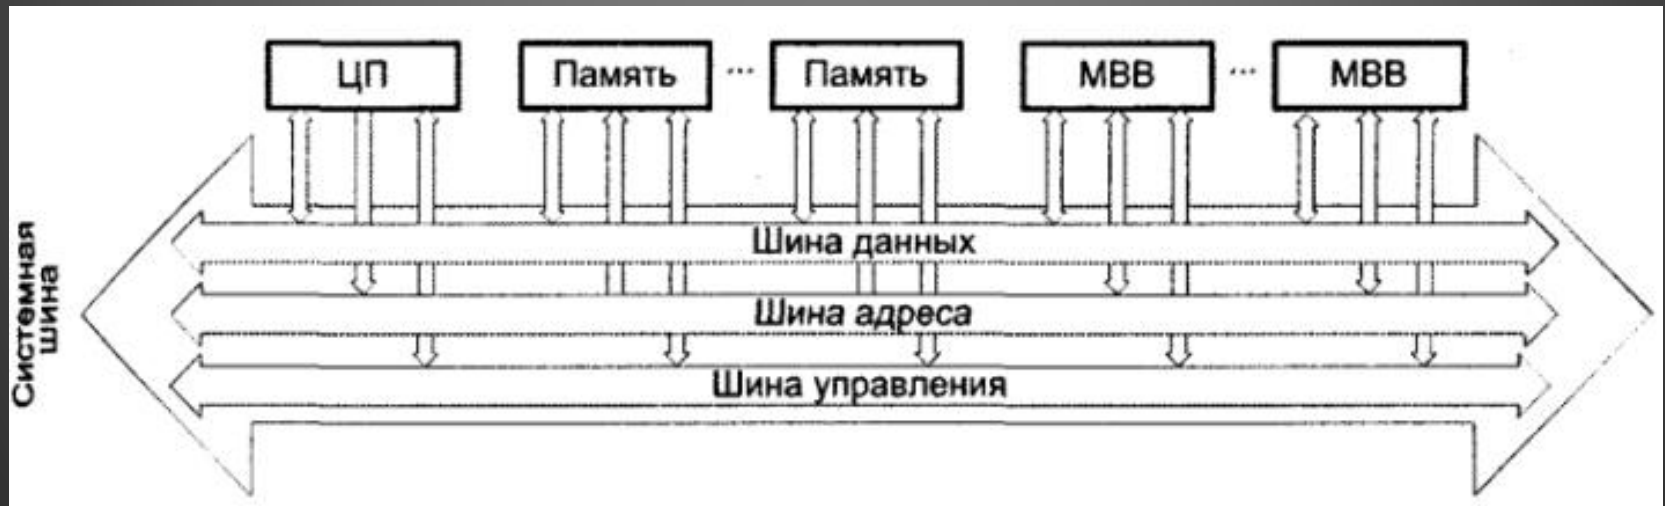 ЦП
Память
...
Память
МВВ
...
МВВ
Системная
шина
Шина данных
Шина адреса
Шина управления